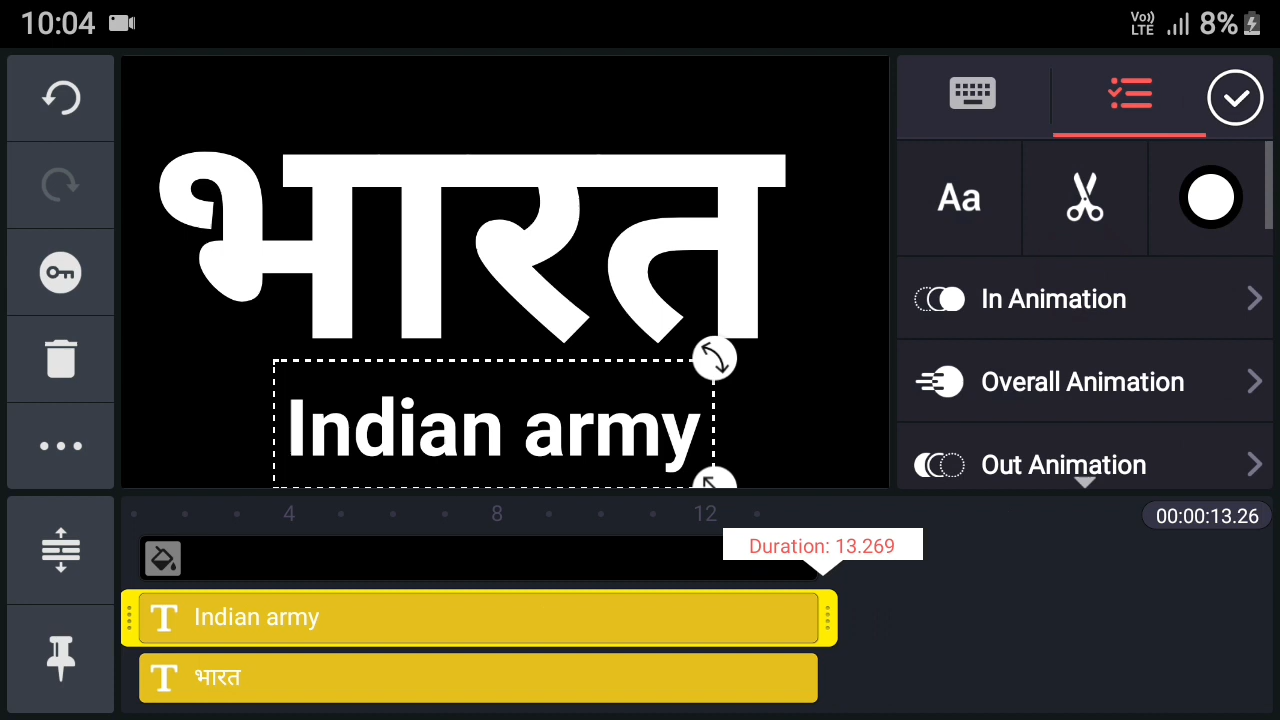 10:04
Vo)) LTE
8%
भारत
Indian army
Aa
In Animation
Overall Animation
Out Animation
4 8 12
00:00:13.26
Duration: 13.269
T Indian army
T भारत